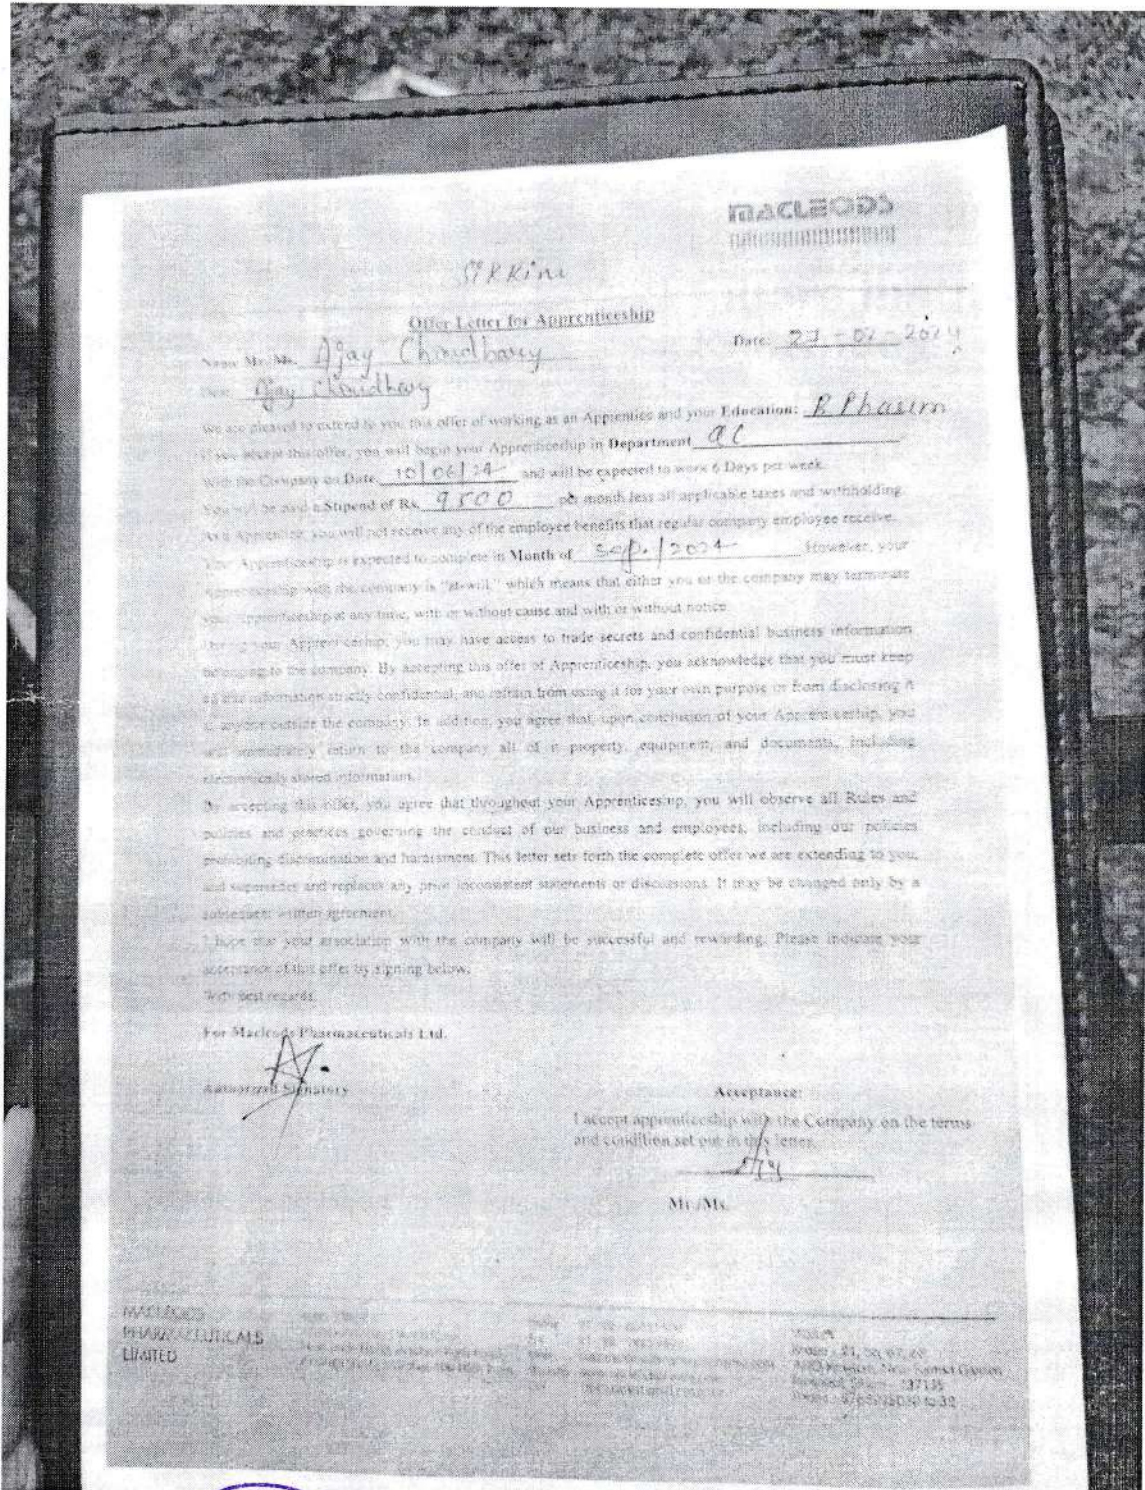 MACLEODS
SIKKIM
Offer Letter for Apprenticeship
Date: 27-02-2024
Name Mr./Ms. Ajay Choudhary
Dear Ajay Choudhary
We are pleased to extend to you this offer of working as an Apprentice and your Education: B Pharm
If you accept this offer, you will begin your Apprenticeship in Department QC
With the Company on Date 10/06/24 and will be expected to work 6 Days per week.
You will be paid a Stipend of Rs. 9500 per month less all applicable taxes and withholding.
As a Apprentice, you will not receive any of the employee benefits that regular company employee receive.
Your Apprenticeship is expected to complete in Month of Sep./2024 However, your
Apprenticeship with the company is "at-will," which means that either you or the company may terminate
your Apprenticeship at any time, with or without cause and with or without notice.
During your Apprenticeship, you may have access to trade secrets and confidential business information
belonging to the company. By accepting this offer of Apprenticeship, you acknowledge that you must keep
all this information strictly confidential, and refrain from using it for your own purpose or from disclosing it
to anyone outside the company. In addition, you agree that, upon conclusion of your Apprenticeship, you
will immediately return to the company all of it property, equipment, and documents, including
electronically stored information.
By accepting this offer, you agree that throughout your Apprenticeship, you will observe all Rules and
policies and practices governing the conduct of our business and employees, including our policies
prohibiting discrimination and harassment. This letter sets forth the complete offer we are extending to you,
and supersedes and replaces any prior inconsistent statements or discussions. It may be changed only by a
subsequent written agreement.
I hope that your association with the company will be successful and rewarding. Please indicate your
acceptance of this offer by signing below.
With best regards.
For Macleods Pharmaceuticals Ltd.
Authorized Signatory
Acceptance:
I accept apprenticeship with the Company on the terms
and condition set out in this letter.
Mr./Ms.
MACLEODS
PHARMACEUTICALS
LIMITED